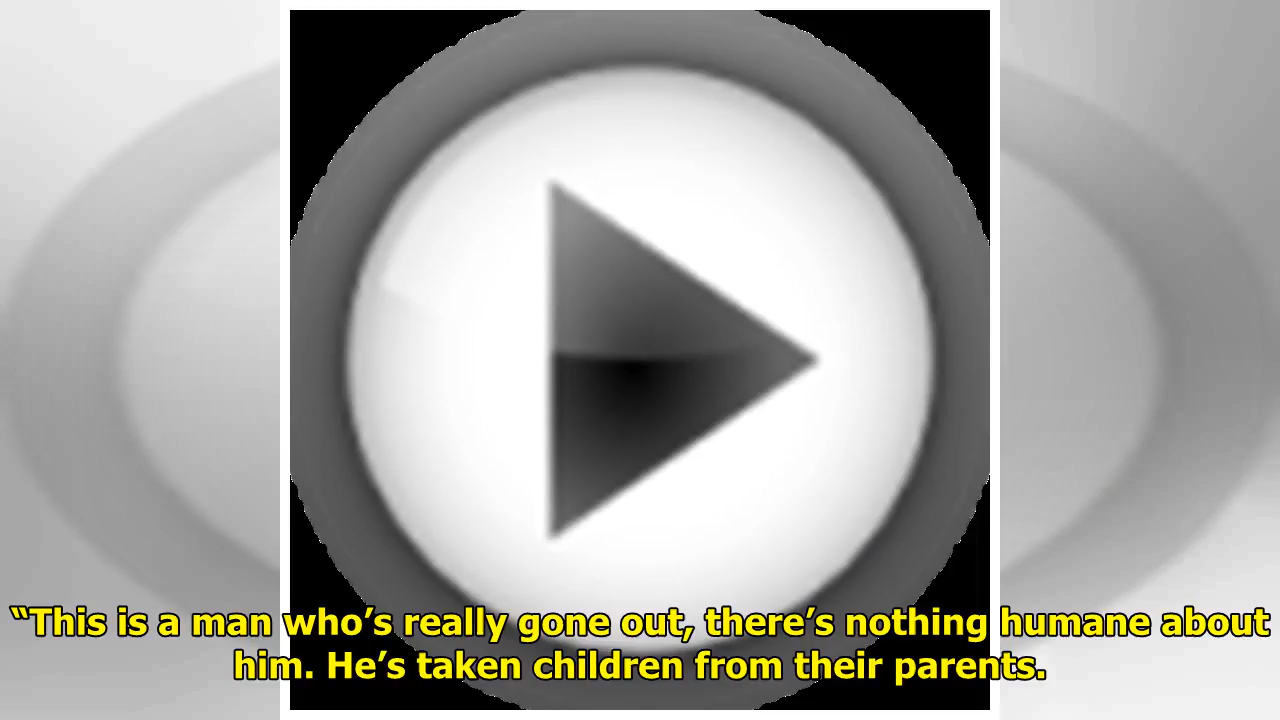 “This is a man who’s really gone out, there’s nothing humane about
him. He’s taken children from their parents.